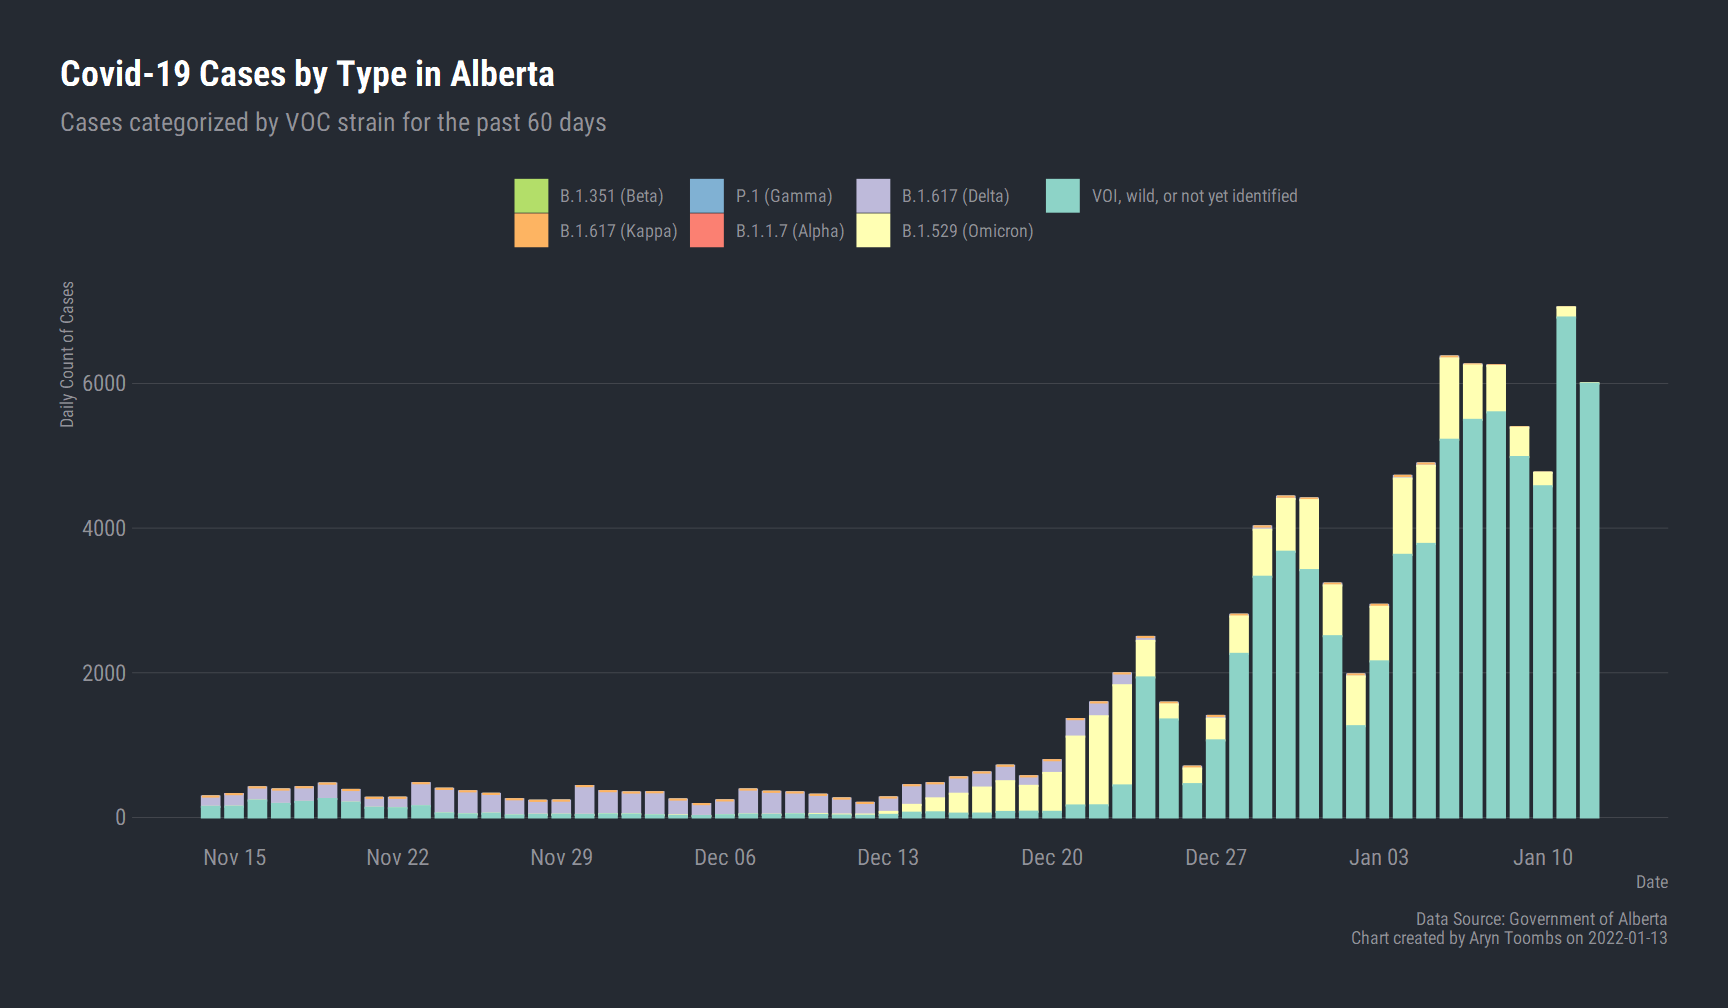 Covid-19 Cases by Type in Alberta
Cases categorized by VOC strain for the past 60 days
B.1.351 (Beta) P.1 (Gamma) B.1.617 (Delta) VOI, wild, or not yet identified
B.1.617 (Kappa) B.1.1.7 (Alpha) B.1.529 (Omicron)
Daily Count of Cases
6000
4000
2000
0
Nov 15 Nov 22 Nov 29 Dec 06 Dec 13 Dec 20 Dec 27 Jan 03 Jan 10
Date
Data Source: Government of Alberta
Chart created by Aryn Toombs on 2022-01-13